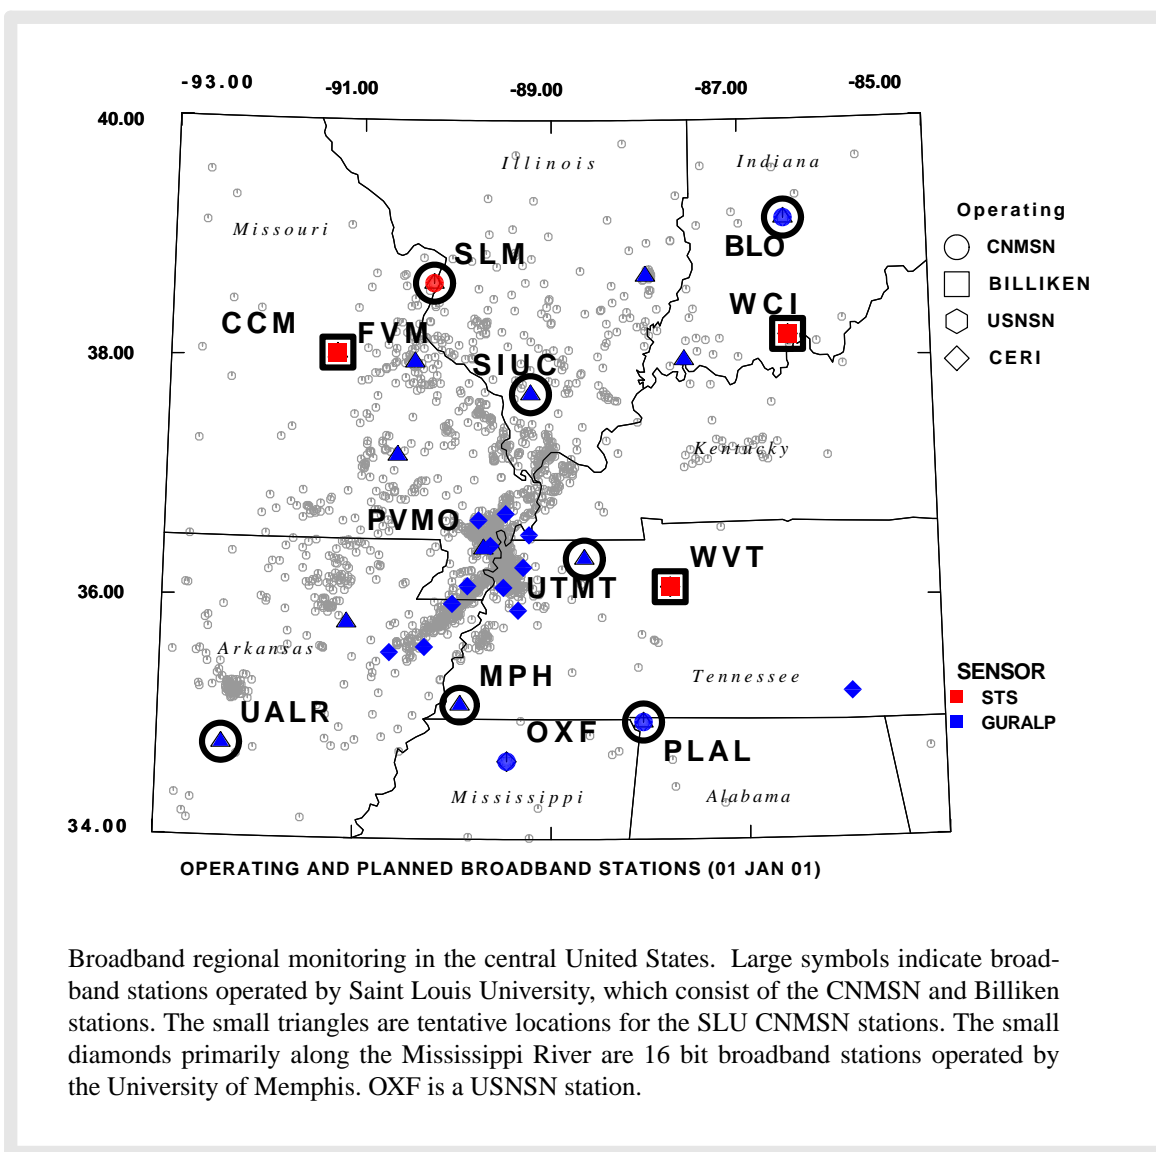 -93.00
-91.00
-89.00
-87.00
-85.00
40.00
Illinois
Indiana
Missouri
Operating
CNMSN
BLO
SLM
BILLIKEN
WCI
CCM
FVM
USNSN
38.00
SIUC
CERI
Kentucky
PVMO
WVT
UTMT
36.00
Arkansas
MPH
Tennessee
SENSOR
STS
UALR
GURALP
OXF
PLAL
Mississippi
Alabama
34.00
OPERATING AND PLANNED BROADBAND STATIONS (01 JAN 01)
Broadband regional monitoring in the central United States. Large symbols indicate broad-
band stations operated by Saint Louis University, which consist of the CNMSN and Billiken
stations. The small triangles are tentative locations for the SLU CNMSN stations. The small
diamonds primarily along the Mississippi River are 16 bit broadband stations operated by
the University of Memphis. OXF is a USNSN station.